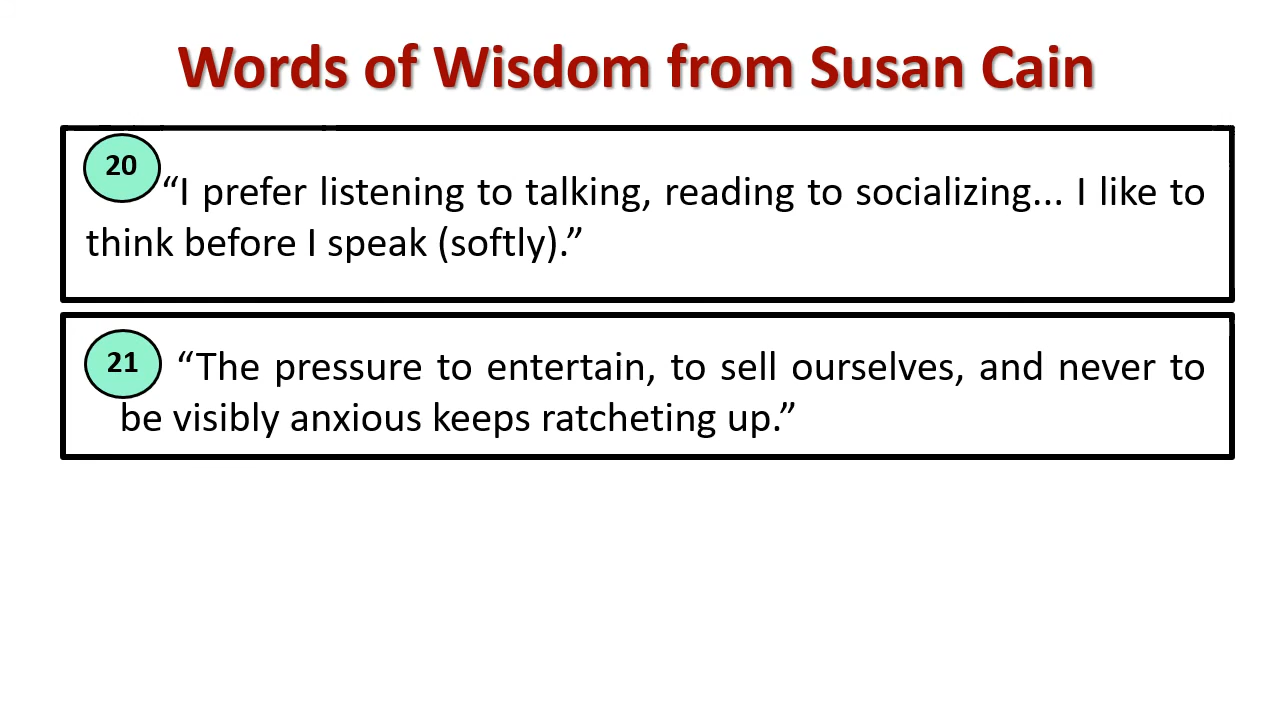 Words of Wisdom from Susan Cain
20
“I prefer listening to talking, reading to socializing... I like to
think before I speak (softly).”
21
“The pressure to entertain, to sell ourselves, and never to
be visibly anxious keeps ratcheting up.”